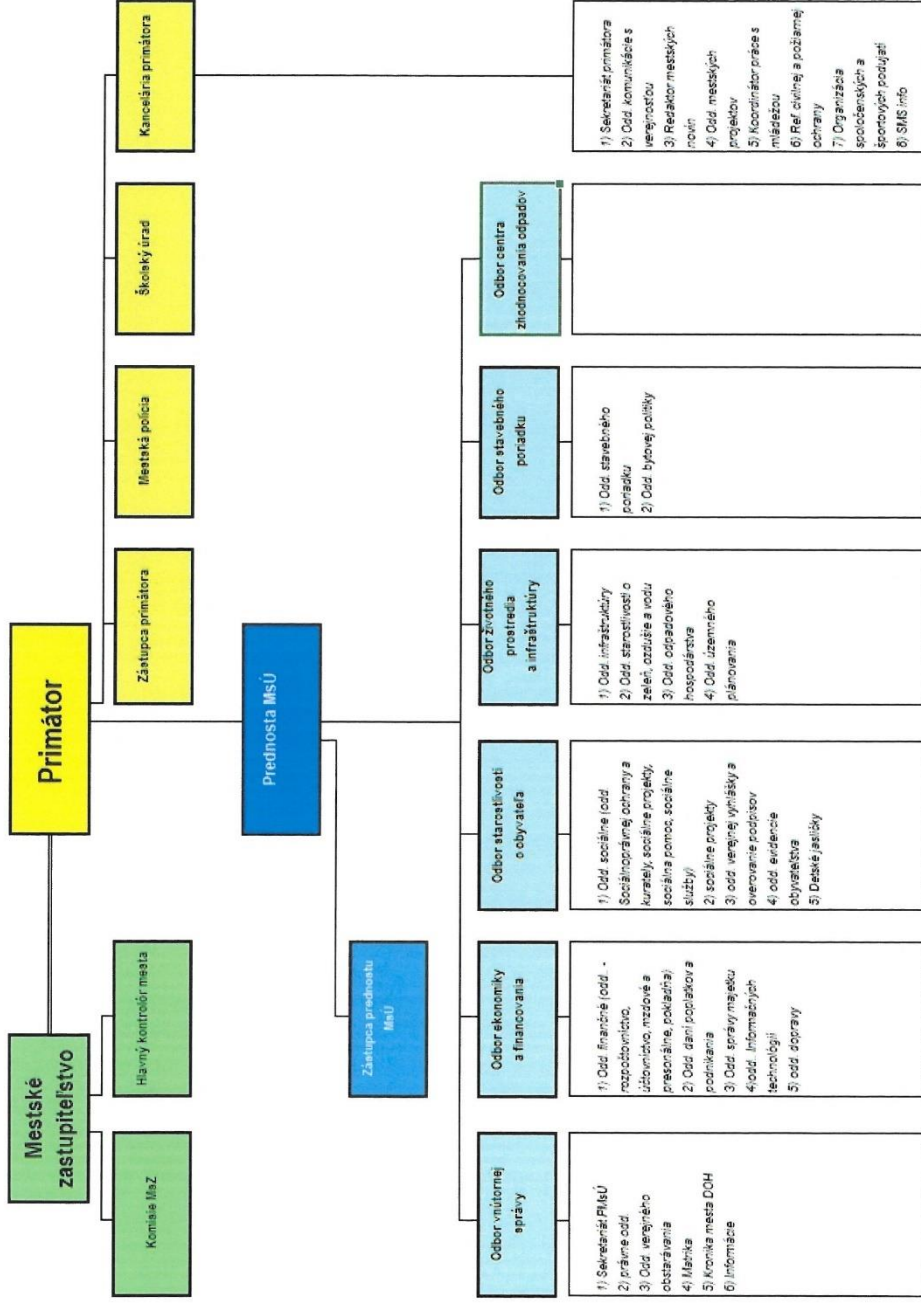 Mestské
zastupiteľstvo
Primátor
Komisie MsZ
Hlavný kontrolór mesta
Zástupca primátora
Mestská polícia
Školský úrad
Kancelária primátora
Prednosta MsÚ
Zástupca prednostu
MsÚ
Odbor vnútornej
správy
1) Sekretariát PMsÚ
2) právne odd.
3) Odd. verejného
obstarávania
4) Matrika
5) Kronika mesta DOH
6) Informácie
Odbor ekonomiky
a financovania
1) Odd. finančné (odd. -
rozpočtovníctvo,
účtovníctvo, mzdové a
presonálne, pokladňa)
2) Odd. daní poplatkov a
podnikania
3) Odd. správy majetku
4)odd. Informačných
technológií
5) odd. dopravy
Odbor starostlivosti
o obyvateľa
1) Odd. sociálne (odd.
Sociálnoprávnej ochrany a
kurately, sociálne projekty,
sociálna pomoc, sociálne
služby)
2) sociálne projekty
3) odd. verejnej vyhlášky a
overovanie podpisov
4) odd. evidencie
obyvateľstva
5) Detské jasličky
Odbor životného
prostredia
a infraštruktúry
1) Odd. infraštruktúry
2) Odd. starostlivosti o
zeleň, ozdušie a vodu
3) Odd. odpadového
hospodárstva
4) Odd. územného
plánovania
Odbor stavebného
poriadku
1) Odd. stavebného
poriadku
2) Odd. bytovej politiky
Odbor centra
zhodnocovania odpadov
1) Sekretariát primátora
2) Odd. komunikácie s
verejnosťou
3) Redaktor mestských
novín
4) Odd. mestských
projektov
5) Koordinátor práce s
mládežou
6) Ref. civilnej a požiarnej
ochrany
7) Organizácia
spoločenských a
športových podujatí
8) SMS info